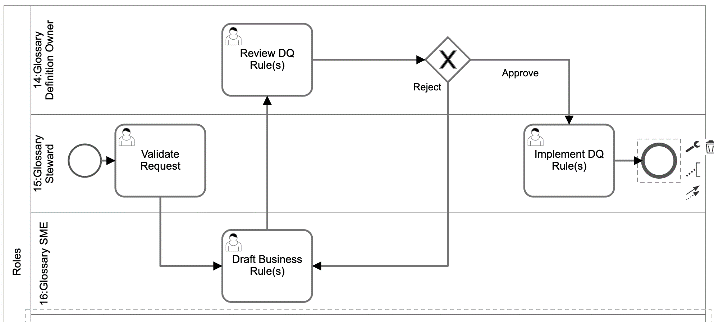 Roles
14:Glossary
Definition Owner
Review DQ
Rule(s)
Reject
Approve
15:Glossary
Steward
Validate
Request
Implement DQ
Rule(s)
16:Glossary SME
Draft Business
Rule(s)